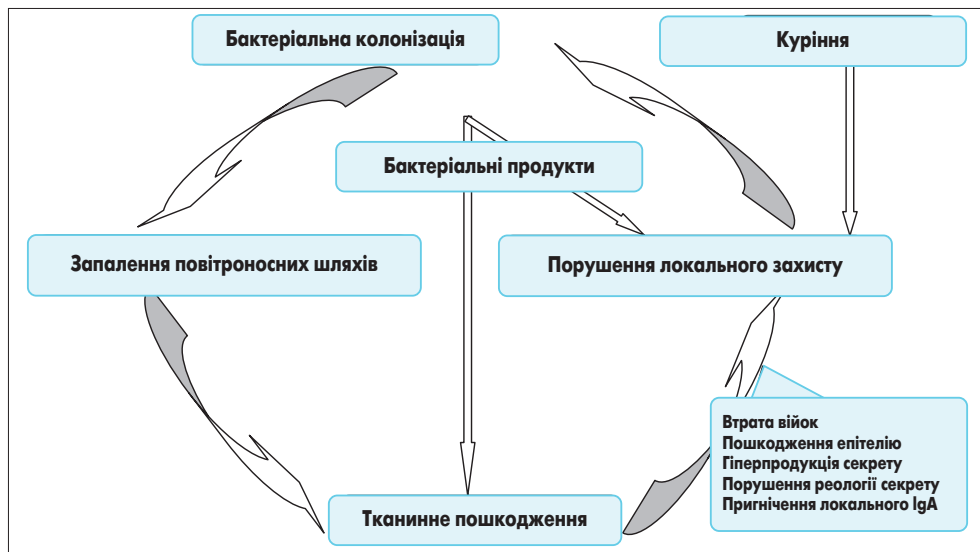 Бактеріальна колонізація
Куріння
Бактеріальні продукти
Запалення повітроносних шляхів
Порушення локального захисту
Втрата війок
Пошкодження епітелію
Гіперпродукція секрету
Порушення реології секрету
Пригнічення локального IgA
Тканинне пошкодження